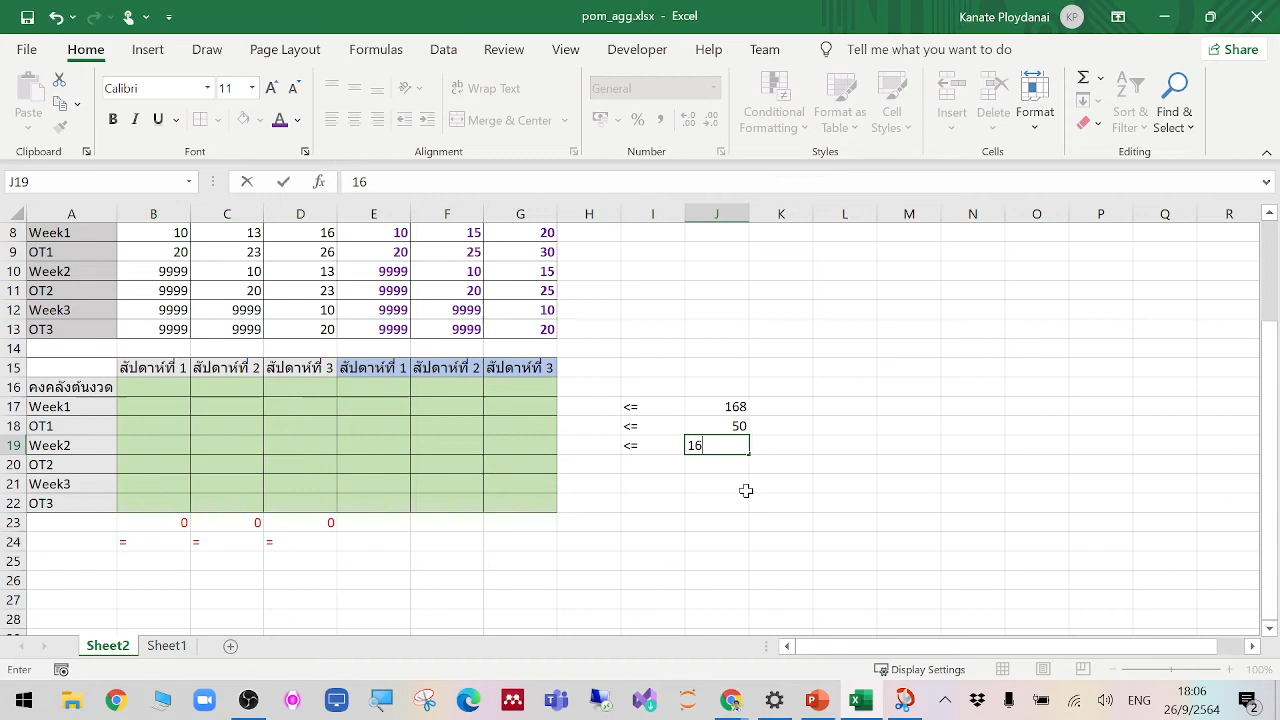 pom_agg.xlsx - Excel
Kanate Ploydanai KP
File Home Insert Draw Page Layout Formulas Data Review View Developer Help Team Tell me what you want to do Share
Paste
Calibri 11
B I U A
Wrap Text
Merge & Center
General
Conditional Formatting
Format as Table
Cell Styles
Insert Delete Format
Sort & Filter
Find & Select
Clipboard Font Alignment Number Styles Cells Editing
J19 fx 16
A B C D E F G H I J K L M N O P Q R
8 Week1 10 13 16 10 15 20
9 OT1 20 23 26 20 25 30
10 Week2 9999 10 13 9999 10 15
11 OT2 9999 20 23 9999 20 25
12 Week3 9999 9999 10 9999 9999 10
13 OT3 9999 9999 20 9999 9999 20
14
15 สัปดาห์ที่ 1 สัปดาห์ที่ 2 สัปดาห์ที่ 3 สัปดาห์ที่ 1 สัปดาห์ที่ 2 สัปดาห์ที่ 3
16 คงคลังต้นงวด
17 Week1 <= 168
18 OT1 <= 50
19 Week2 <= 16
20 OT2
21 Week3
22 OT3
23 0 0 0
24 = = =
25
26
27
28
Sheet2 Sheet1
Enter Display Settings 100%
18:06
26/9/2564 2